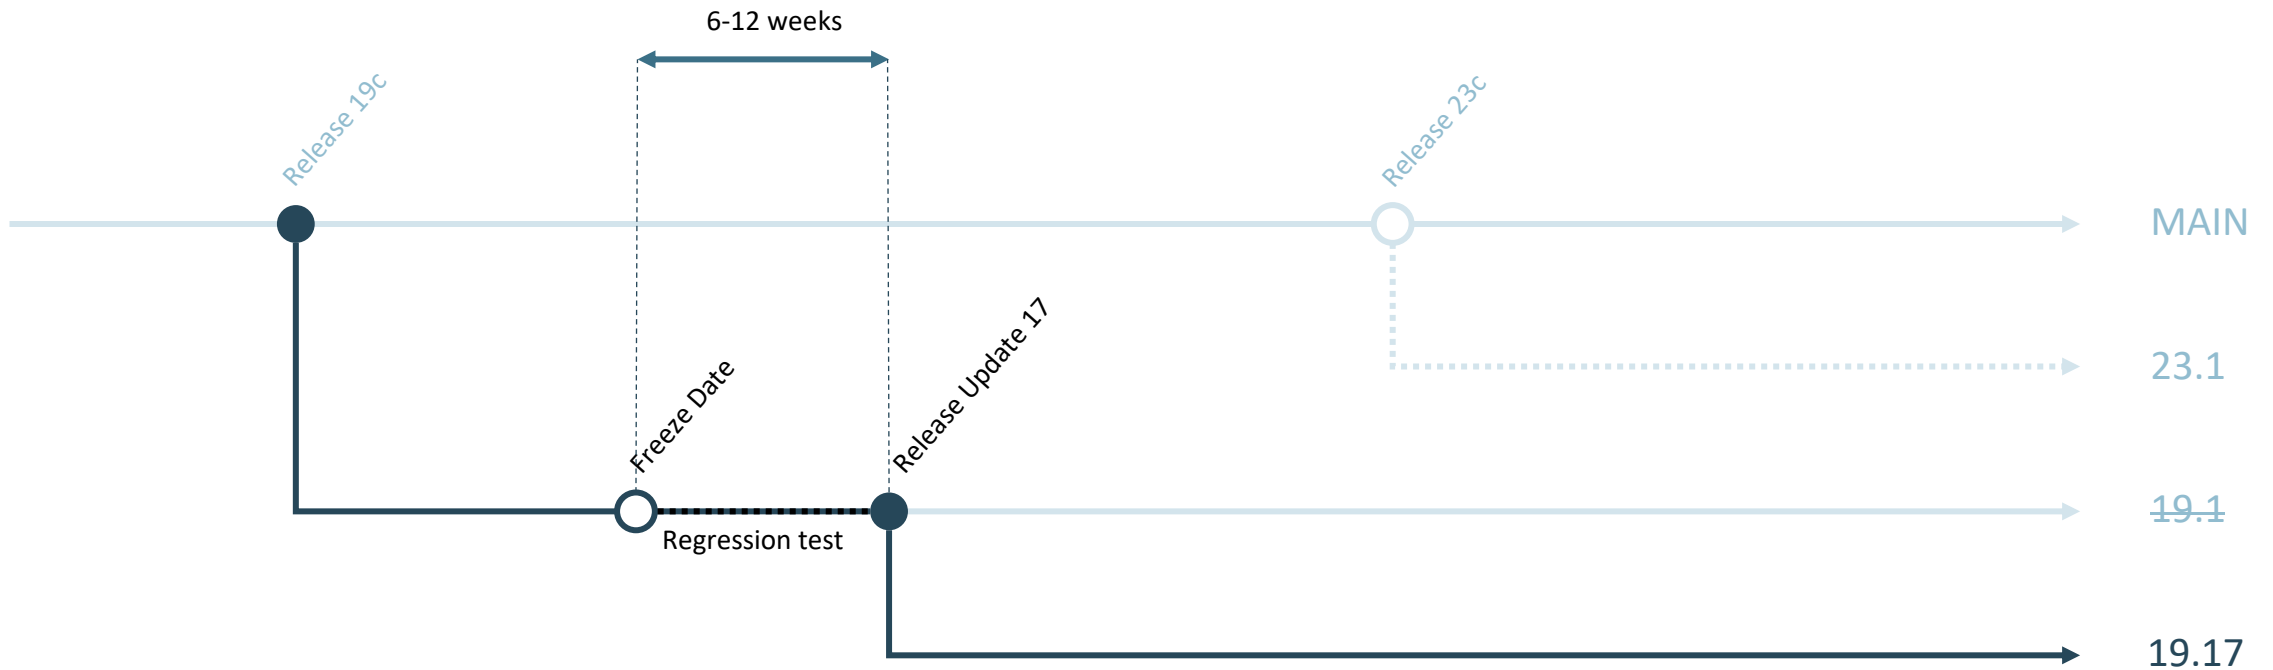 6-12 weeks
Release 19c
Release 23c
MAIN
Release Update 17
Freeze Date
23.1
19.1
Regression test
19.17